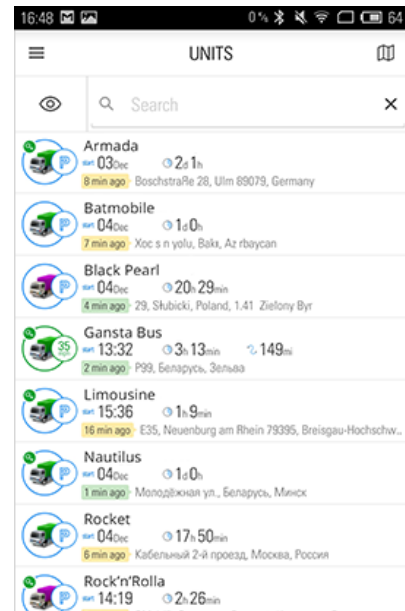 16:48 0% 64
UNITS
Search
Armada
start 03Dec 2d 1h
8 min ago Boschstraße 28, Ulm 89079, Germany
Batmobile
start 04Dec 1d 0h
7 min ago Xoc s n yolu, Bakı, Az rbaycan
Black Pearl
start 04Dec 20h 29min
4 min ago 29, Słubicki, Poland, 1.41 Zielony Byr
Gansta Bus
35
start 13:32 3h 13min 149mi
2 min ago P99, Беларусь, Зельва
Limousine
start 15:36 1h 9min
16 min ago E35, Neuenburg am Rhein 79395, Breisgau-Hochschw..
Nautilus
start 04Dec 1d 0h
1 min ago Молодёжная ул., Беларусь, Минск
Rocket
start 04Dec 17h 50min
6 min ago Кабельный 2-й проезд, Москва, Россия
Rock'n'Rolla
start 14:19 2h 26min